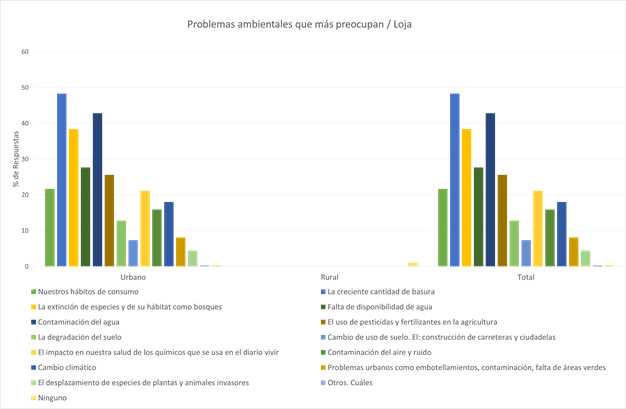 Problemas ambientales que más preocupan / Loja
60
50
40
30
20
10
0
% de Respuestas
Urbano Rural Total
Nuestros hábitos de consumo La creciente cantidad de basura
La extinción de especies y de su hábitat como bosques Falta de disponibilidad de agua
Contaminación del agua El uso de pesticidas y fertilizantes en la agricultura
La degradación del suelo Cambio de uso de suelo. El: construcción de carreteras y ciudadelas
El impacto en nuestra salud de los químicos que se usa en el diario vivir Contaminación del aire y ruido
Cambio climático Problemas urbanos como embotellamientos, contaminación, falta de áreas verdes
El desplazamiento de especies de plantas y animales invasores Otros. Cuáles
Ninguno